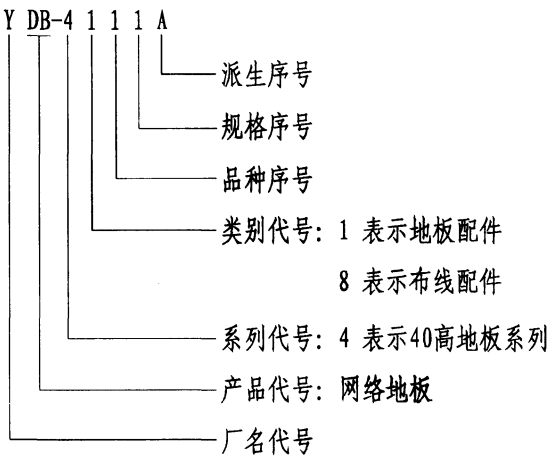 Y DB-4 1 1 1 A
派生序号
规格序号
品种序号
类别代号: 1 表示地板配件
8 表示布线配件
系列代号: 4 表示40高地板系列
产品代号: 网络地板
厂名代号